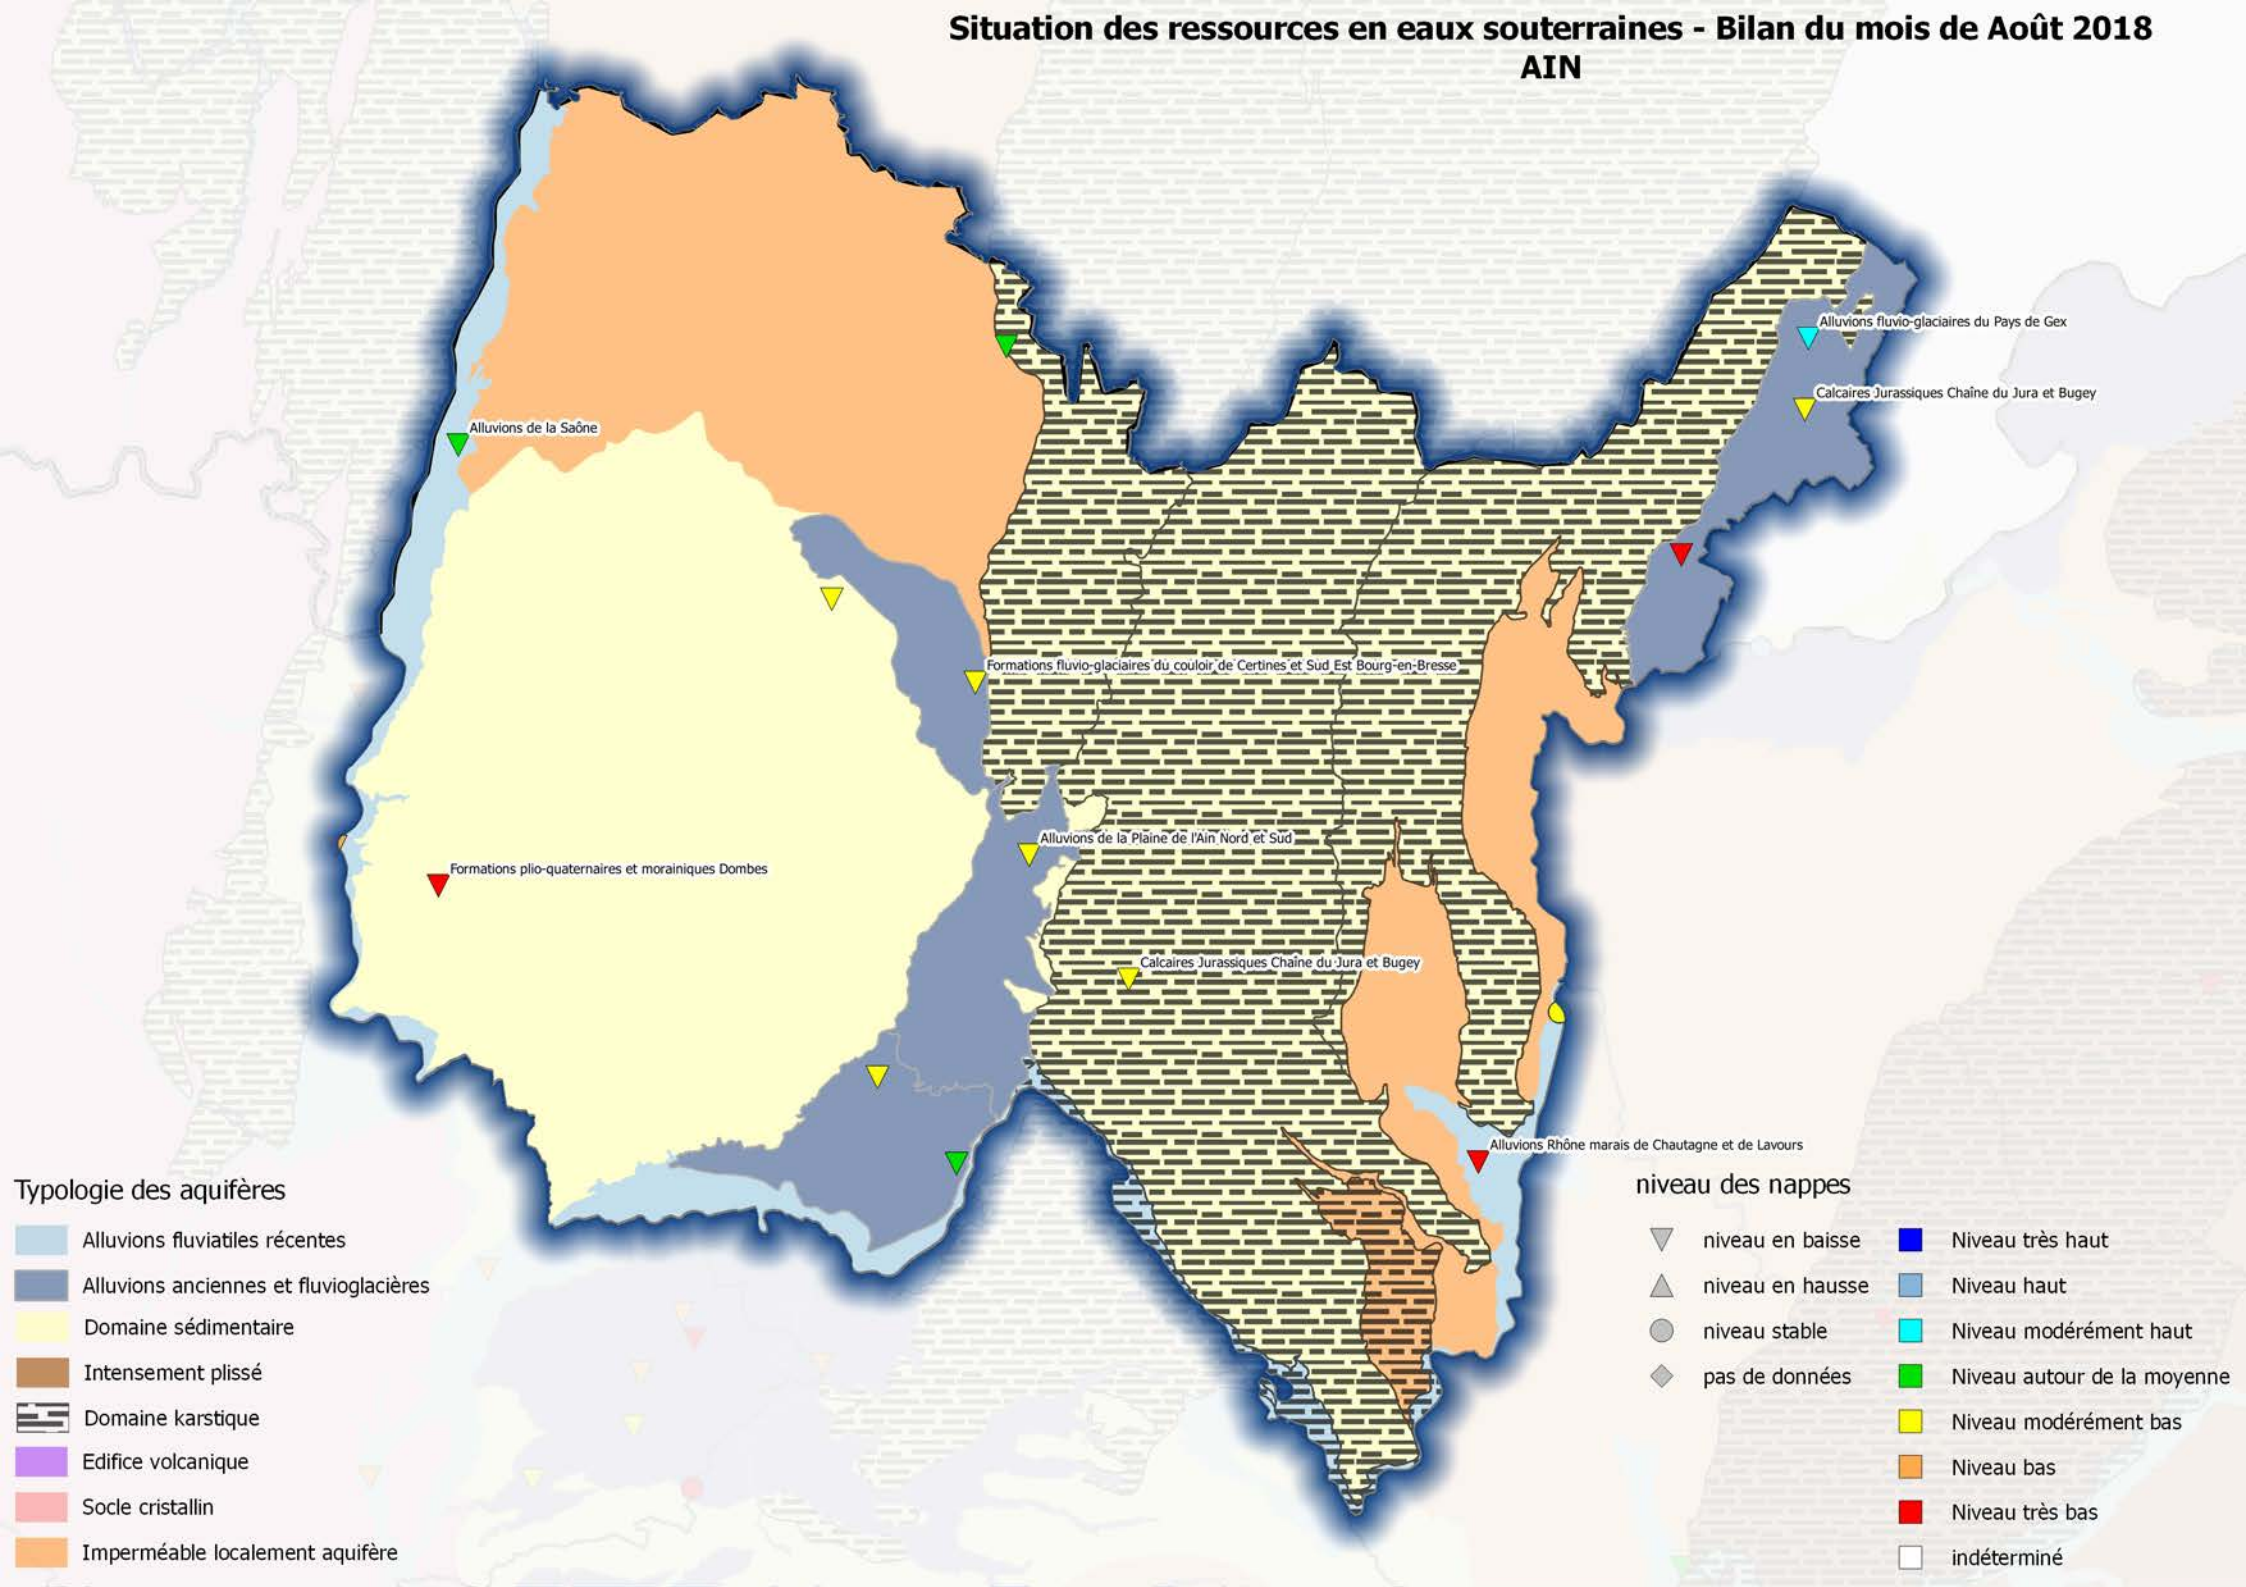 Situation des ressources en eaux souterraines - Bilan du mois de Août 2018
AIN
Alluvions fluvio-glaciaires du Pays de Gex
Calcaires Jurassiques Chaîne du Jura et Bugey
Alluvions de la Saône
Formations fluvio-glaciaires du couloir de Certines et Sud Est Bourg-en-Bresse
Alluvions de la Plaine de l'Ain Nord et Sud
Formations plio-quaternaires et morainiques Dombes
Calcaires Jurassiques Chaîne du Jura et Bugey
Alluvions Rhône marais de Chautagne et de Lavours
Typologie des aquifères
Alluvions fluviatiles récentes
Alluvions anciennes et fluvioglacières
Domaine sédimentaire
Intensement plissé
Domaine karstique
Edifice volcanique
Socle cristallin
Imperméable localement aquifère
niveau des nappes
niveau en baisse
niveau en hausse
niveau stable
pas de données
Niveau très haut
Niveau haut
Niveau modérément haut
Niveau autour de la moyenne
Niveau modérément bas
Niveau bas
Niveau très bas
indéterminé